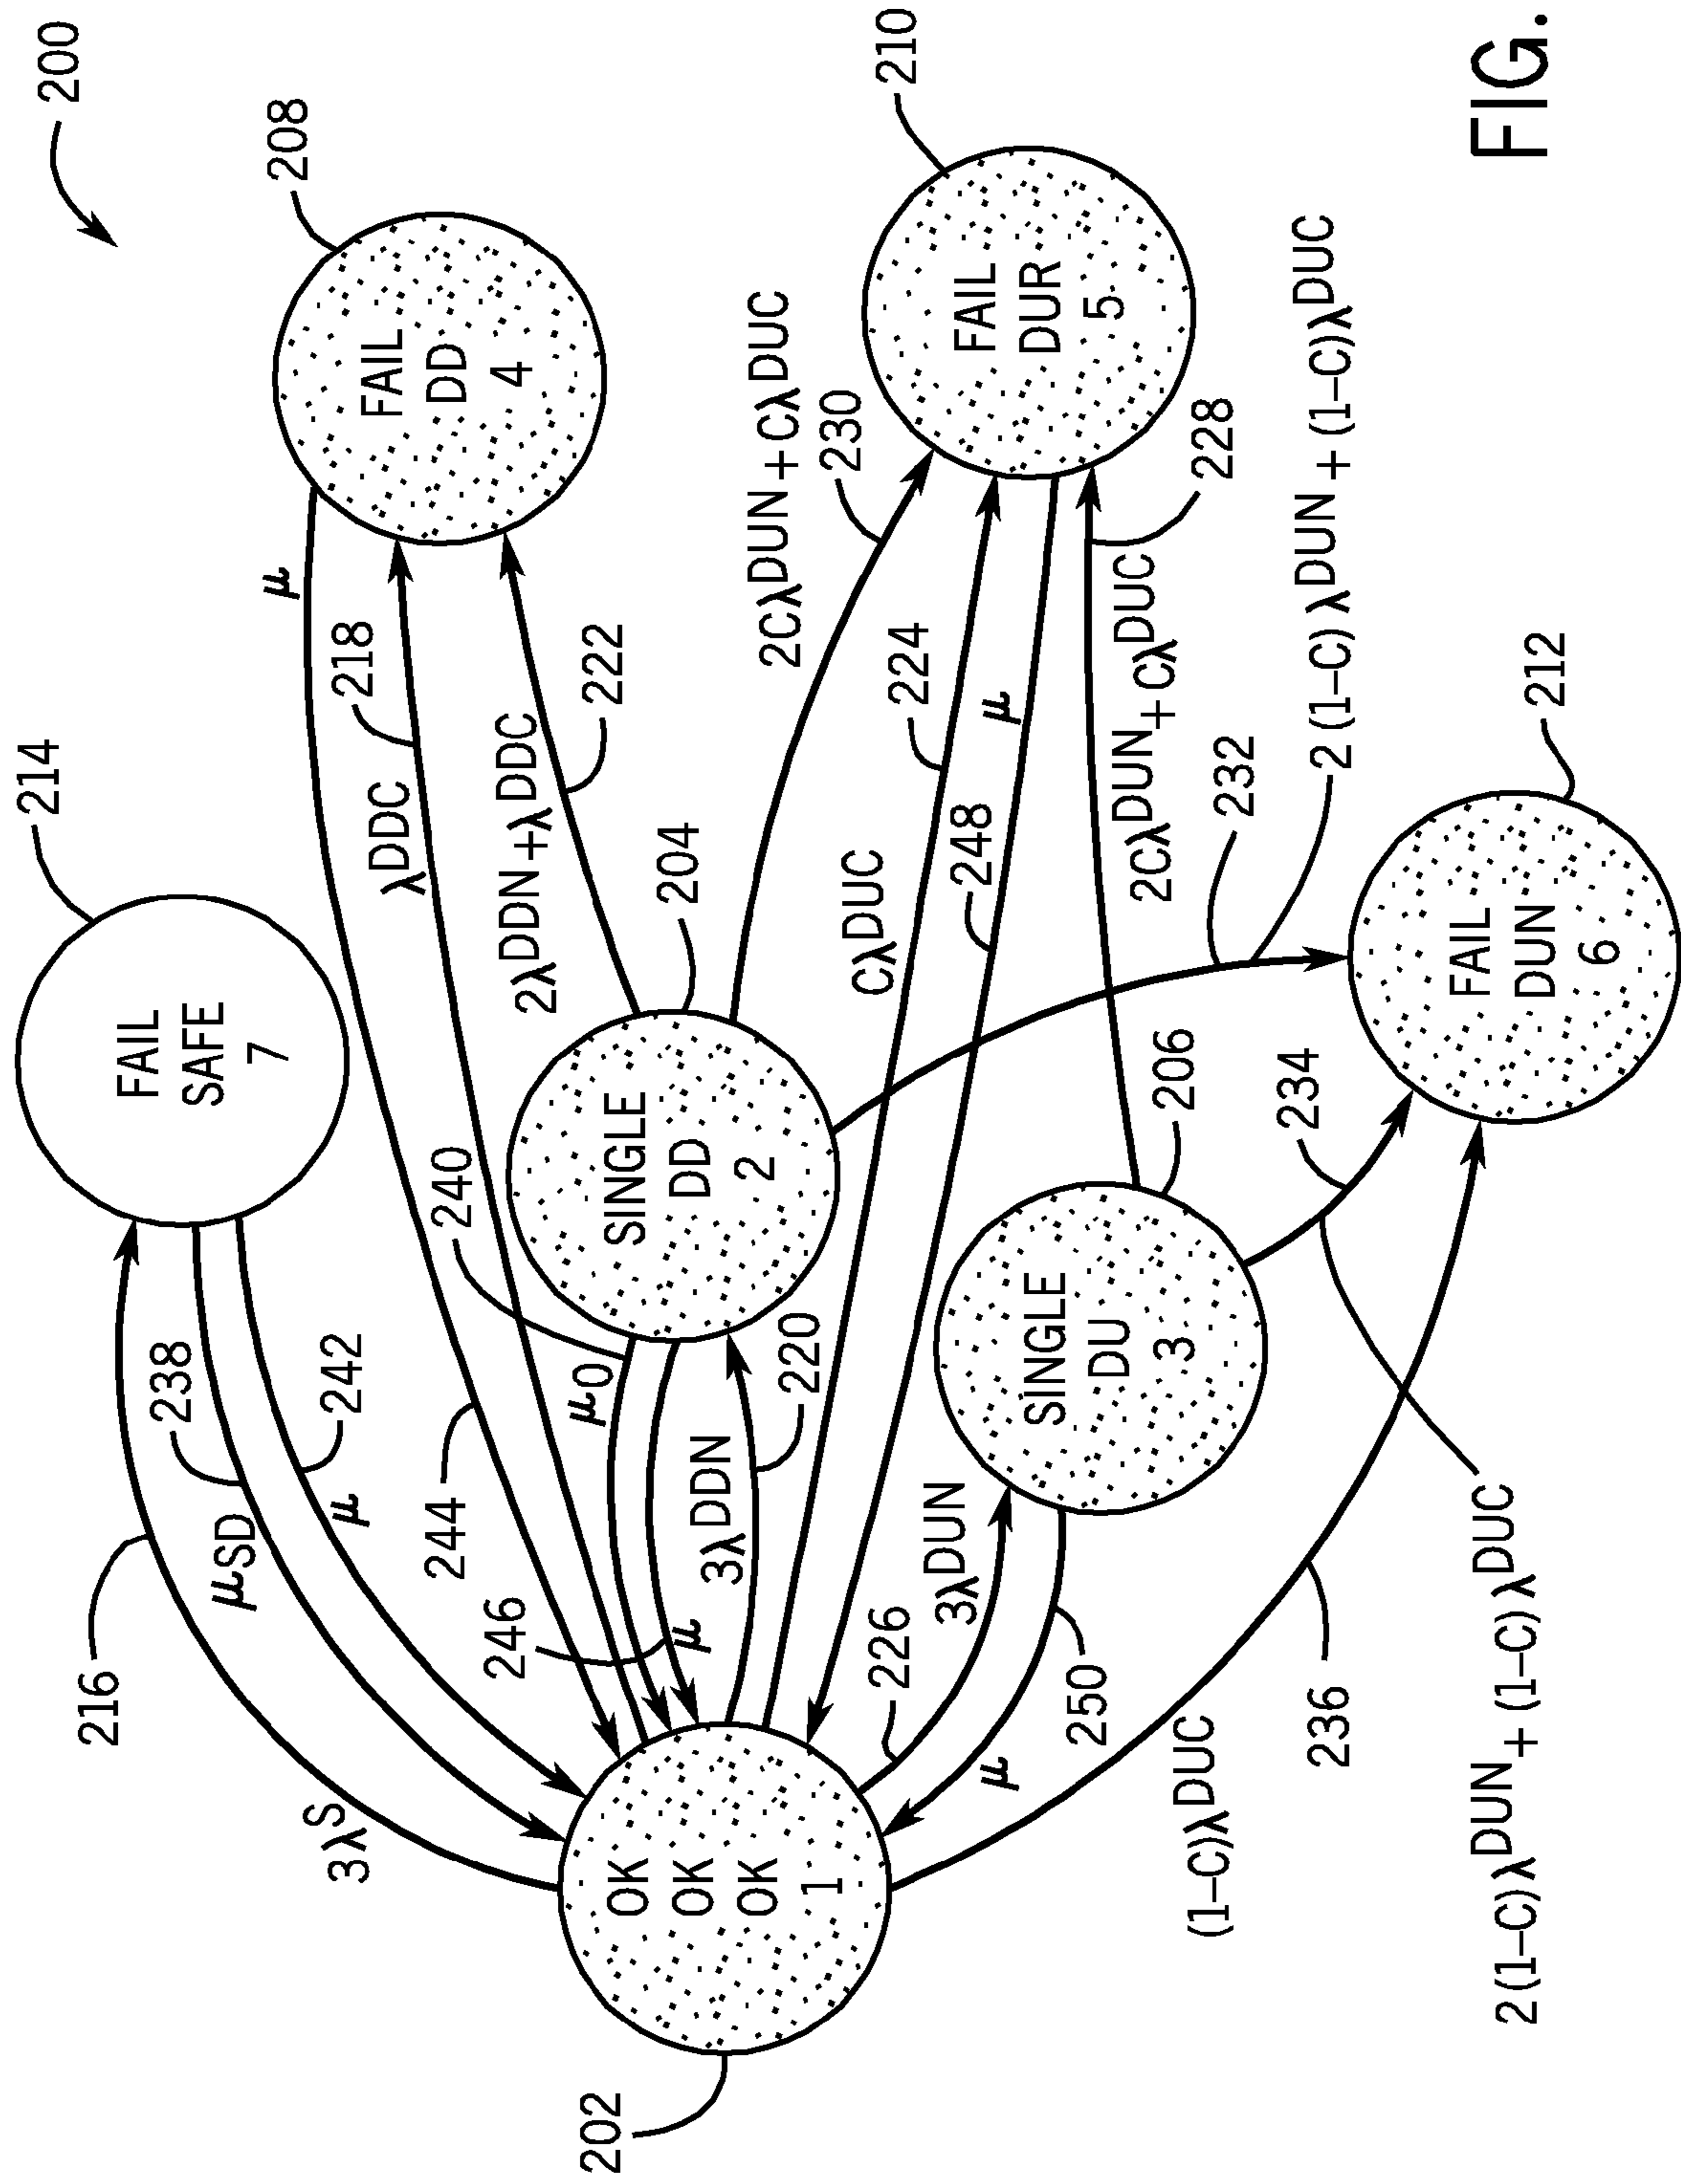 200
214
FAIL
SAFE
7
208
FAIL
DD
4
216
3λS
238
μSD
242
μ
μ
218
λDDC
244
240
2λDDN+λDDC
222
246
μO
μ
204
SINGLE
DD
2
3λDDN
220
2CλDUN+CλDUC
230
210
FAIL
DUR
5
202
OK
OK
OK
1
CλDUC
224
248
μ
226
3λDUN
206
SINGLE
DU
3
2CλDUN+CλDUC
228
250
μ
(1–C)λDUC
236
234
232
2 (1–C) λDUN + (1–C)λDUC
212
FAIL
DUN
6
2 (1–C)λDUN + (1–C) λDUC
FIG.